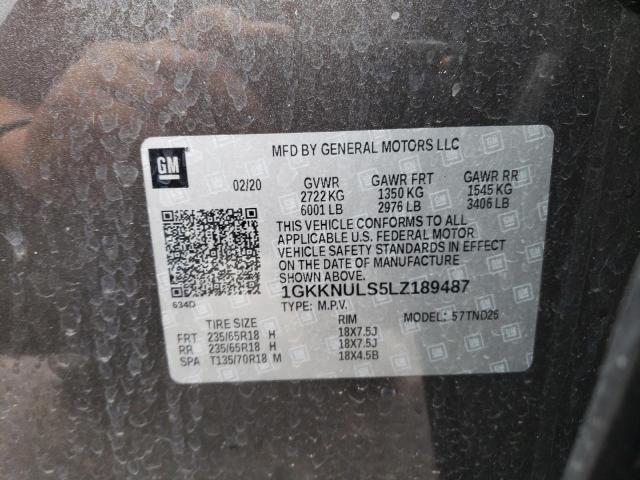 GM
MFD BY GENERAL MOTORS LLC
02/20 GVWR GAWR FRT GAWR RR
2722 KG 1350 KG 1545 KG
6001 LB 2976 LB 3406 LB
THIS VEHICLE CONFORMS TO ALL
APPLICABLE U.S. FEDERAL MOTOR
VEHICLE SAFETY STANDARDS IN EFFECT
ON THE DATE OF MANUFACTURE
SHOWN ABOVE.
1GKKNULS5LZ189487
634D
TYPE: M.P.V. MODEL: 57TND26
TIRE SIZE RIM
FRT 235/65R18 H 18X7.5J
RR 235/65R18 H 18X7.5J
SPA T135/70R18 M 18X4.5B